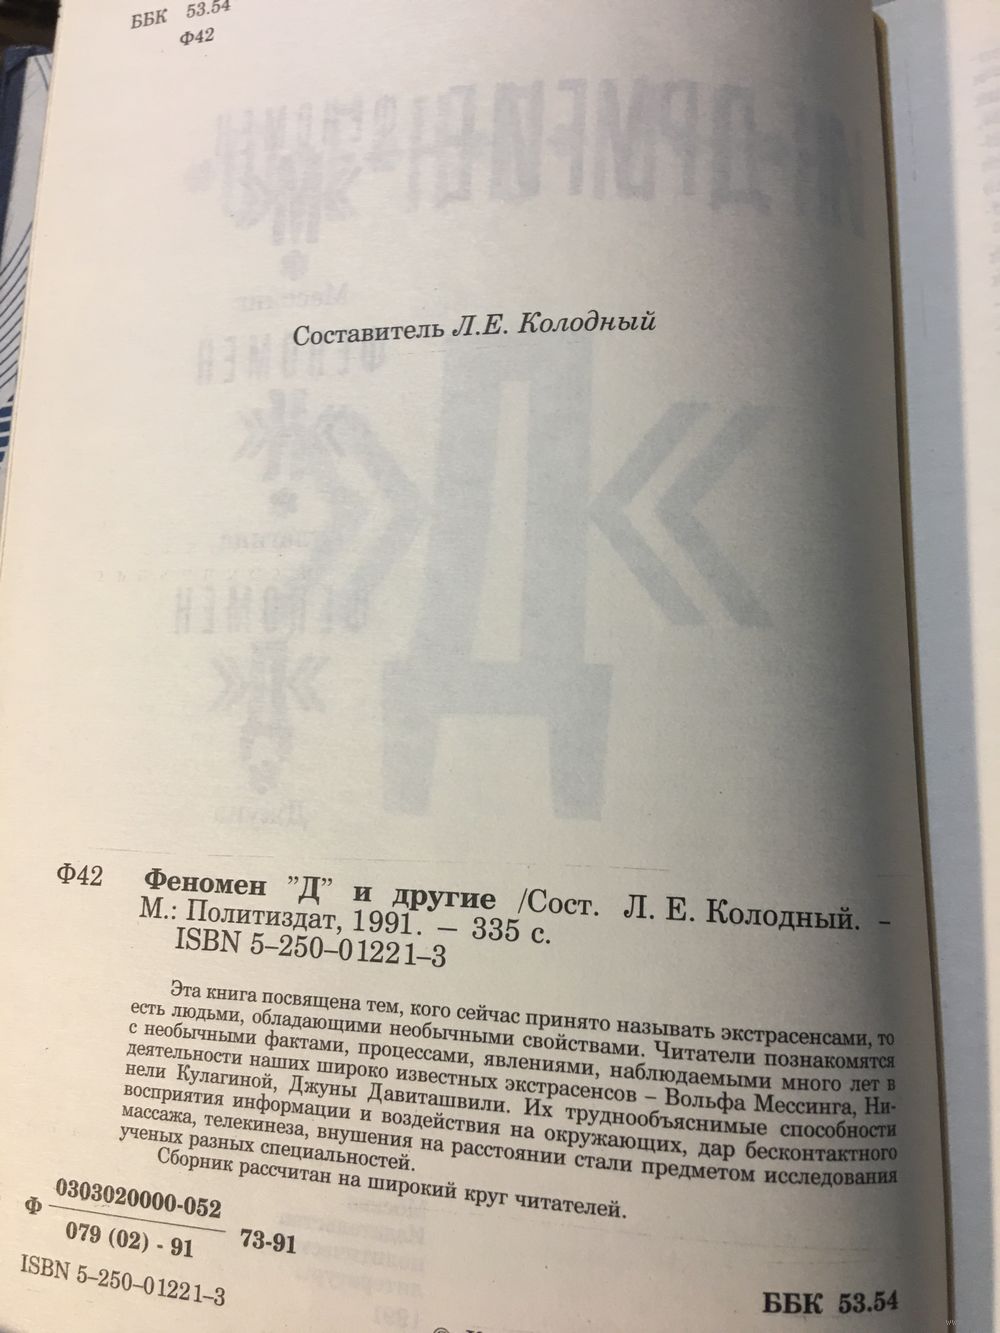 ББК 53.54
Ф42
Составитель Л.Е. Колодный
Ф42 Феномен ”Д” и другие /Сост. Л. Е. Колодный. –
М.: Политиздат, 1991. – 335 с.
ISBN 5–250–01221–3
Эта книга посвящена тем, кого сейчас принято называть экстрасенсами, то
есть людьми, обладающими необычными свойствами. Читатели познакомятся
с необычными фактами, процессами, явлениями, наблюдаемыми много лет в
деятельности наших широко известных экстрасенсов – Вольфа Мессинга, Ни-
нели Кулагиной, Джуны Давиташвили. Их труднообъяснимые способности
восприятия информации и воздействия на окружающих, дар бесконтактного
массажа, телекинеза, внушения на расстоянии стали предметом исследования
ученых разных специальностей.
Сборник рассчитан на широкий круг читателей.
Ф 0303020000-052
079 (02) - 91 73-91
ISBN 5–250–01221–3
ББК 53.54